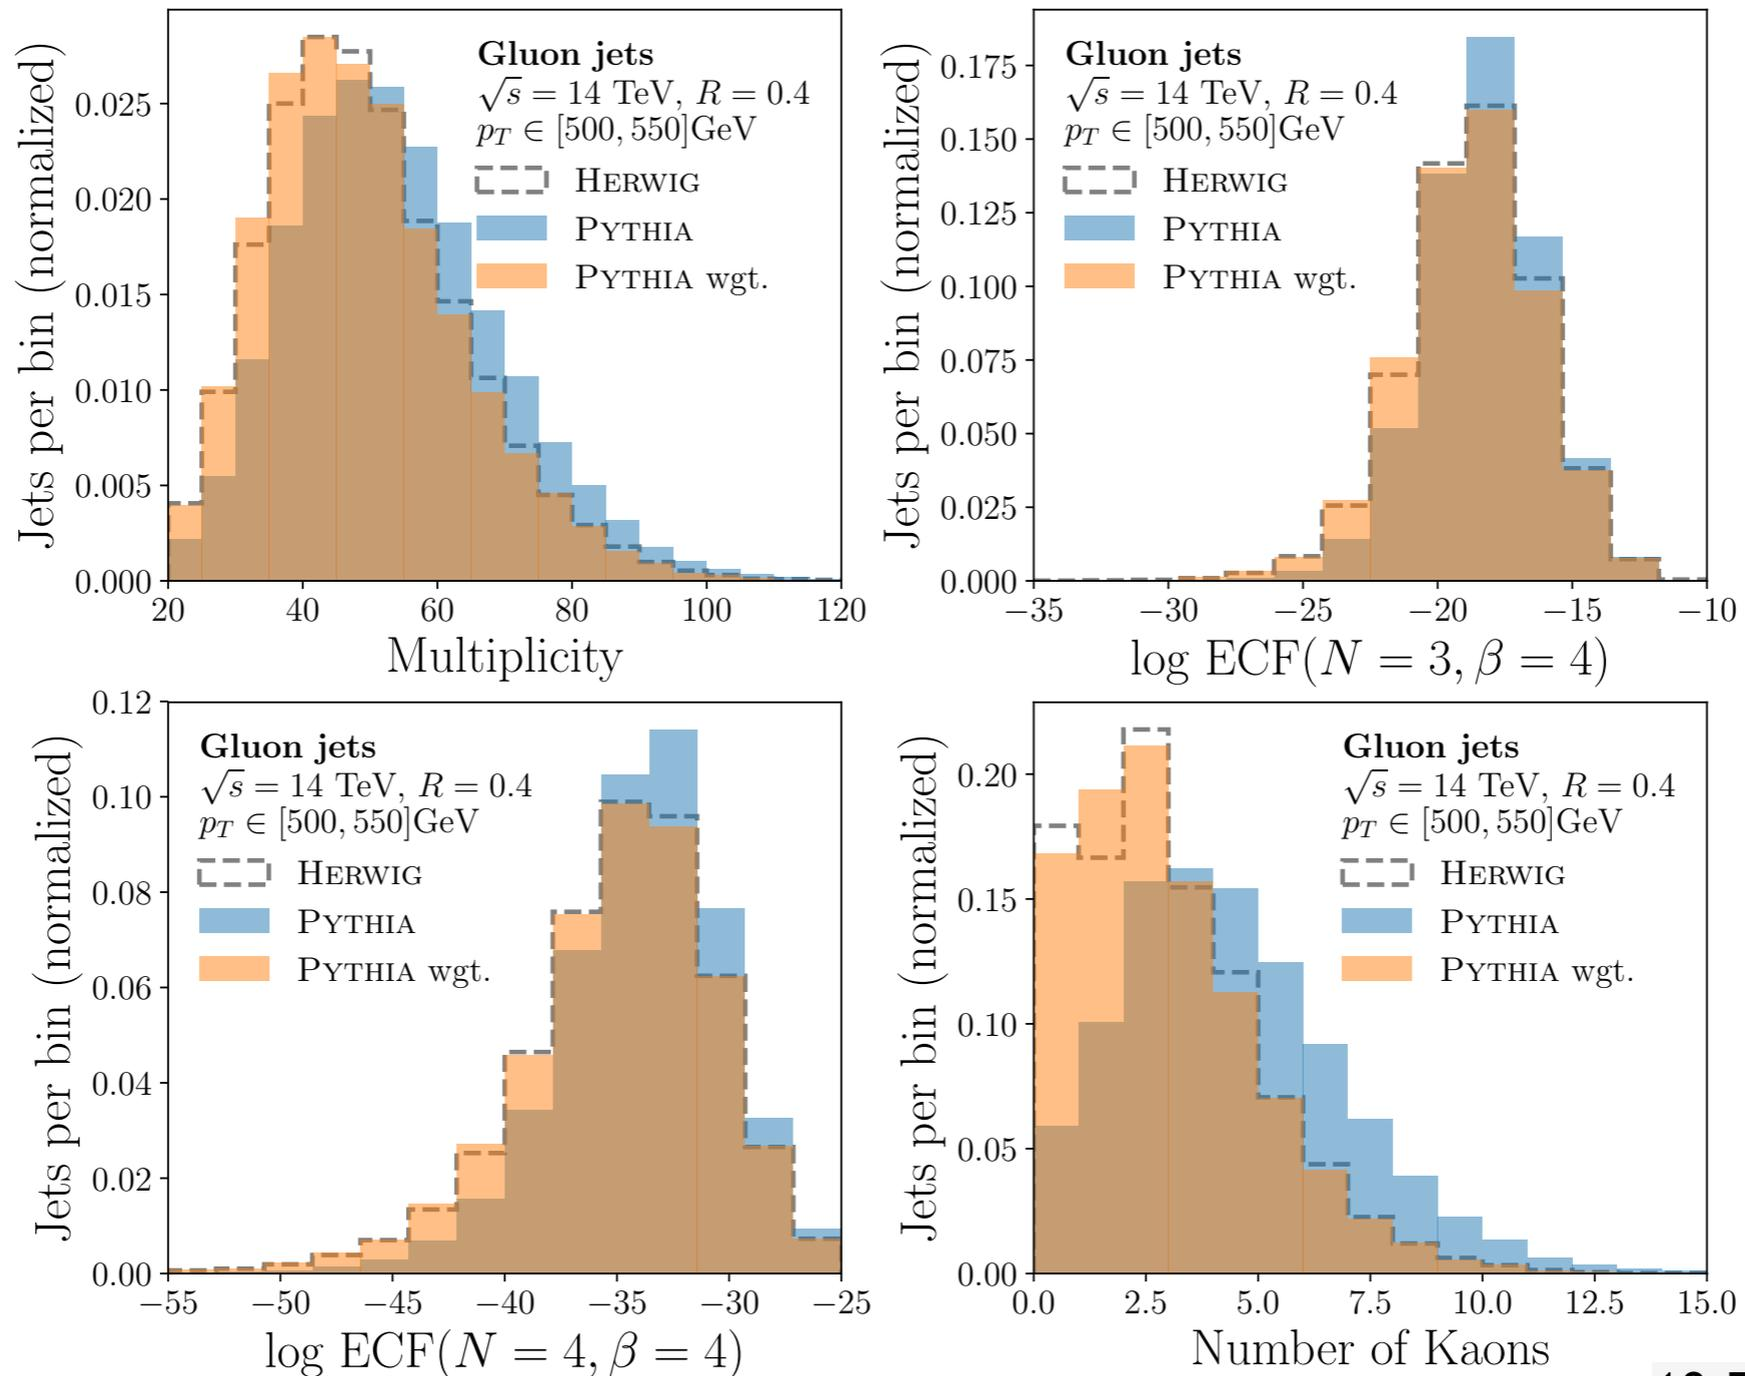 Jets per bin (normalized)
0.025
0.020
0.015
0.010
0.005
0.000
Gluon jets
√s = 14 TeV, R = 0.4
p_T ∈ [500, 550]GeV
HERWIG
PYTHIA
PYTHIA wgt.
20 40 60 80 100 120
Multiplicity
Jets per bin (normalized)
0.175
0.150
0.125
0.100
0.075
0.050
0.025
0.000
Gluon jets
√s = 14 TeV, R = 0.4
p_T ∈ [500, 550]GeV
HERWIG
PYTHIA
PYTHIA wgt.
−35 −30 −25 −20 −15 −10
log ECF(N = 3, β = 4)
Jets per bin (normalized)
0.12
0.10
0.08
0.06
0.04
0.02
0.00
Gluon jets
√s = 14 TeV, R = 0.4
p_T ∈ [500, 550]GeV
HERWIG
PYTHIA
PYTHIA wgt.
−55 −50 −45 −40 −35 −30 −25
log ECF(N = 4, β = 4)
Jets per bin (normalized)
0.20
0.15
0.10
0.05
0.00
Gluon jets
√s = 14 TeV, R = 0.4
p_T ∈ [500, 550]GeV
HERWIG
PYTHIA
PYTHIA wgt.
0.0 2.5 5.0 7.5 10.0 12.5 15.0
Number of Kaons